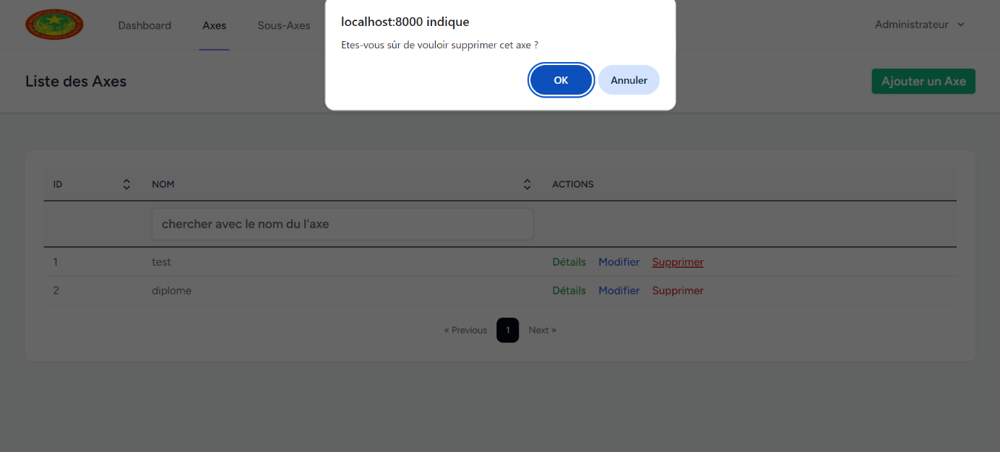 localhost:8000 indique
Etes-vous sûr de vouloir supprimer cet axe ?
OK Annuler
Dashboard Axes Sous-Axes Administrateur
Liste des Axes Ajouter un Axe
ID NOM ACTIONS
chercher avec le nom du l'axe
1 test Détails Modifier Supprimer
2 diplome Détails Modifier Supprimer
« Previous 1 Next »